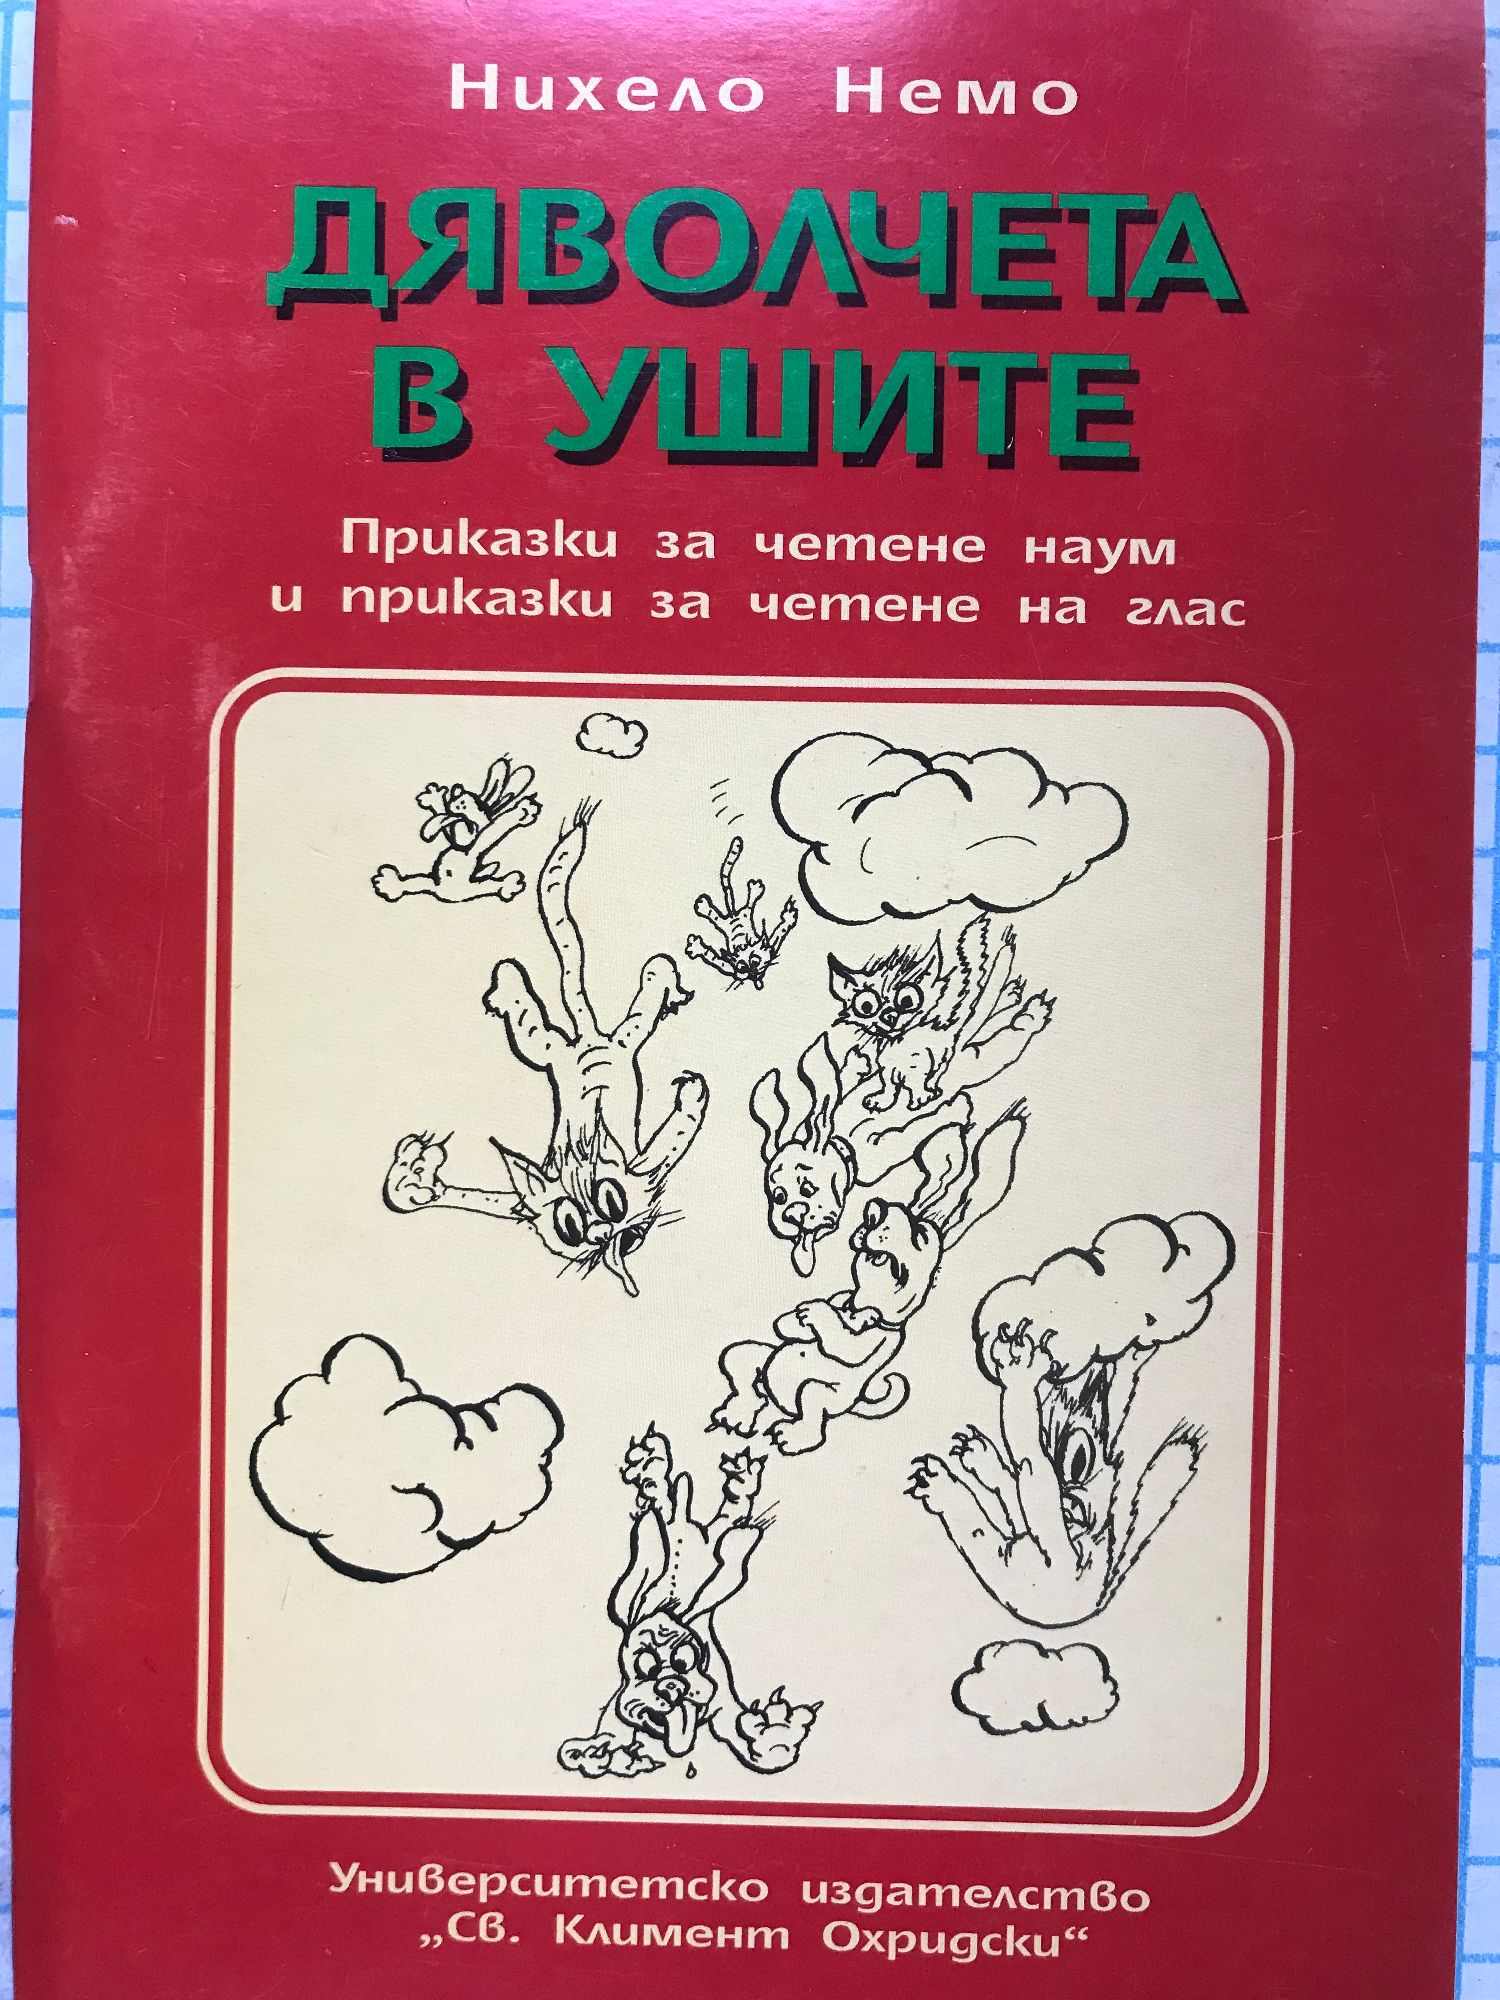 Нихело Немо
ДЯВОЛЧЕТА
В УШИТЕ
Приказки за четене наум
и приказки за четене на глас
Университетско издателство
„Св. Климент Охридски“